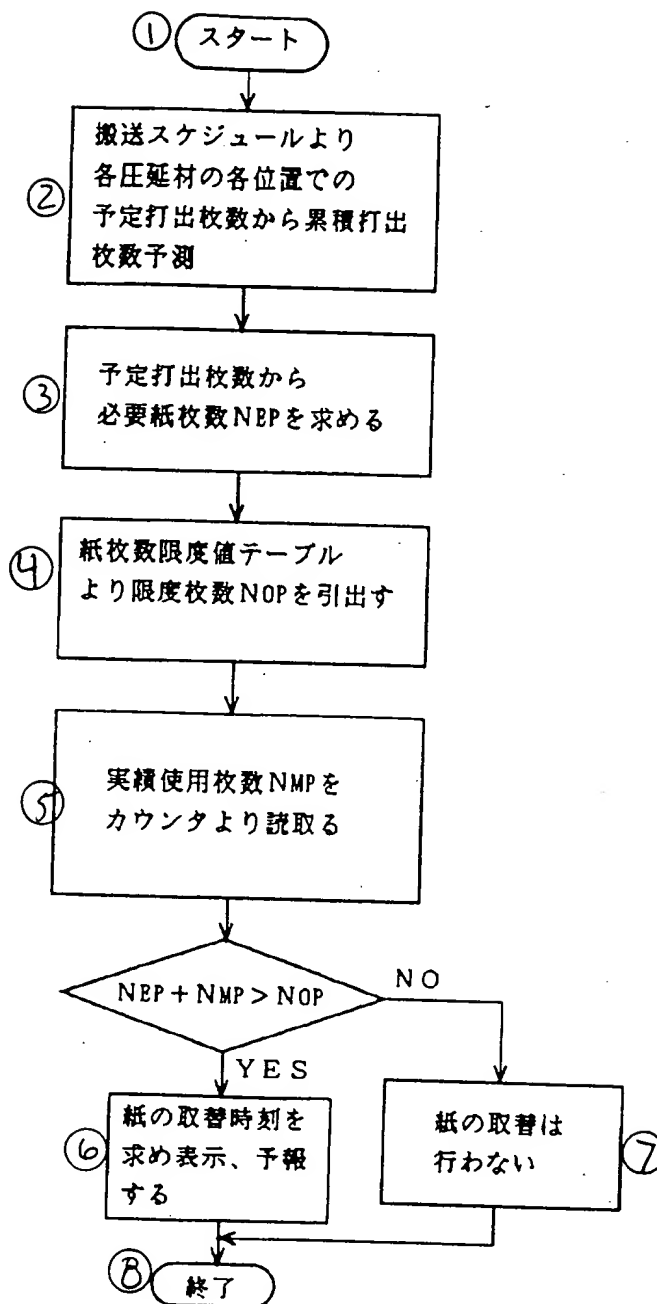 ① スタート
搬送スケジュールより
各圧延材の各位置での
② 予定打出枚数から累積打出
枚数予測
予定打出枚数から
③ 必要紙枚数NEPを求める
④ 紙枚数限度値テーブル
より限度枚数NOPを引出す
実績使用枚数NMPを
⑤ カウンタより読取る
NEP+NMP>NOP
NO
YES
紙の取替時刻を
⑥ 求め表示、予報
する
紙の取替は
行わない ⑦
⑧ 終了